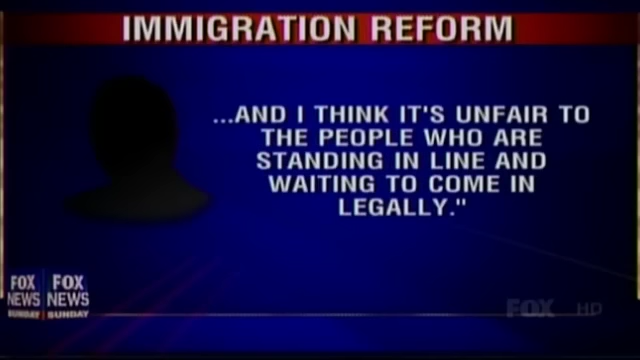 IMMIGRATION REFORM
...AND I THINK IT'S UNFAIR TO
THE PEOPLE WHO ARE
STANDING IN LINE AND
WAITING TO COME IN
LEGALLY."
FOX FOX
NEWS NEWS
SUNDAY SUNDAY
FOX HD